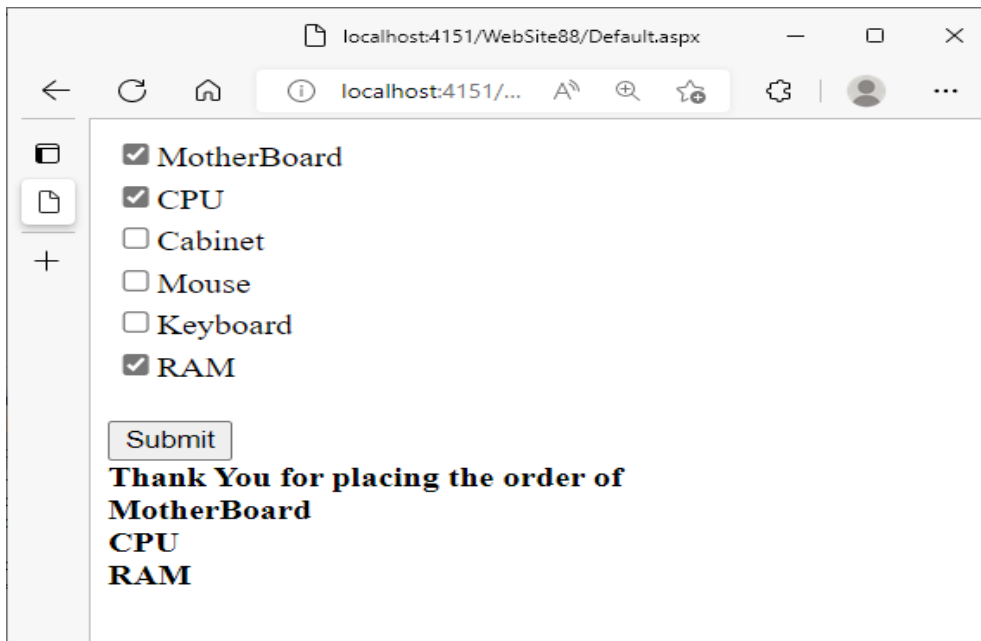 localhost:4151/WebSite88/Default.aspx
localhost:4151/...
MotherBoard
CPU
Cabinet
Mouse
Keyboard
RAM
Submit
Thank You for placing the order of
MotherBoard
CPU
RAM